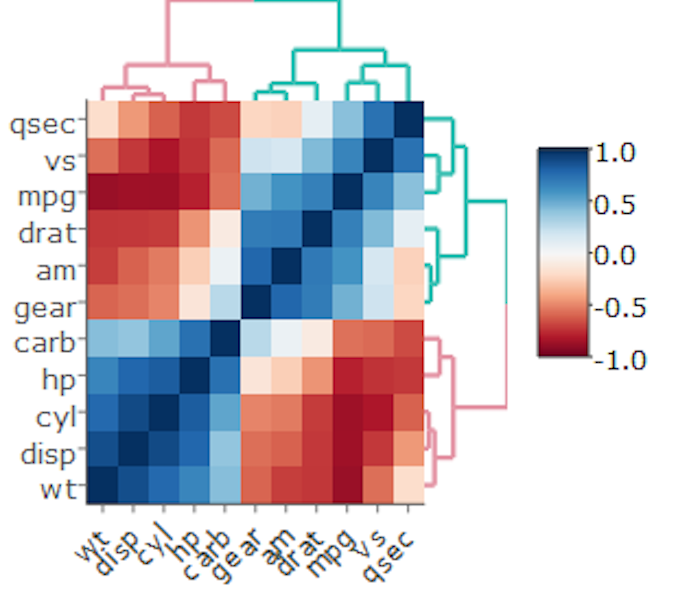 qsec
vs
mpg
drat
am
gear
carb
hp
cyl
disp
wt
wt disp cyl hp carb gear am drat mpg vs qsec
1.0
0.5
0.0
-0.5
-1.0